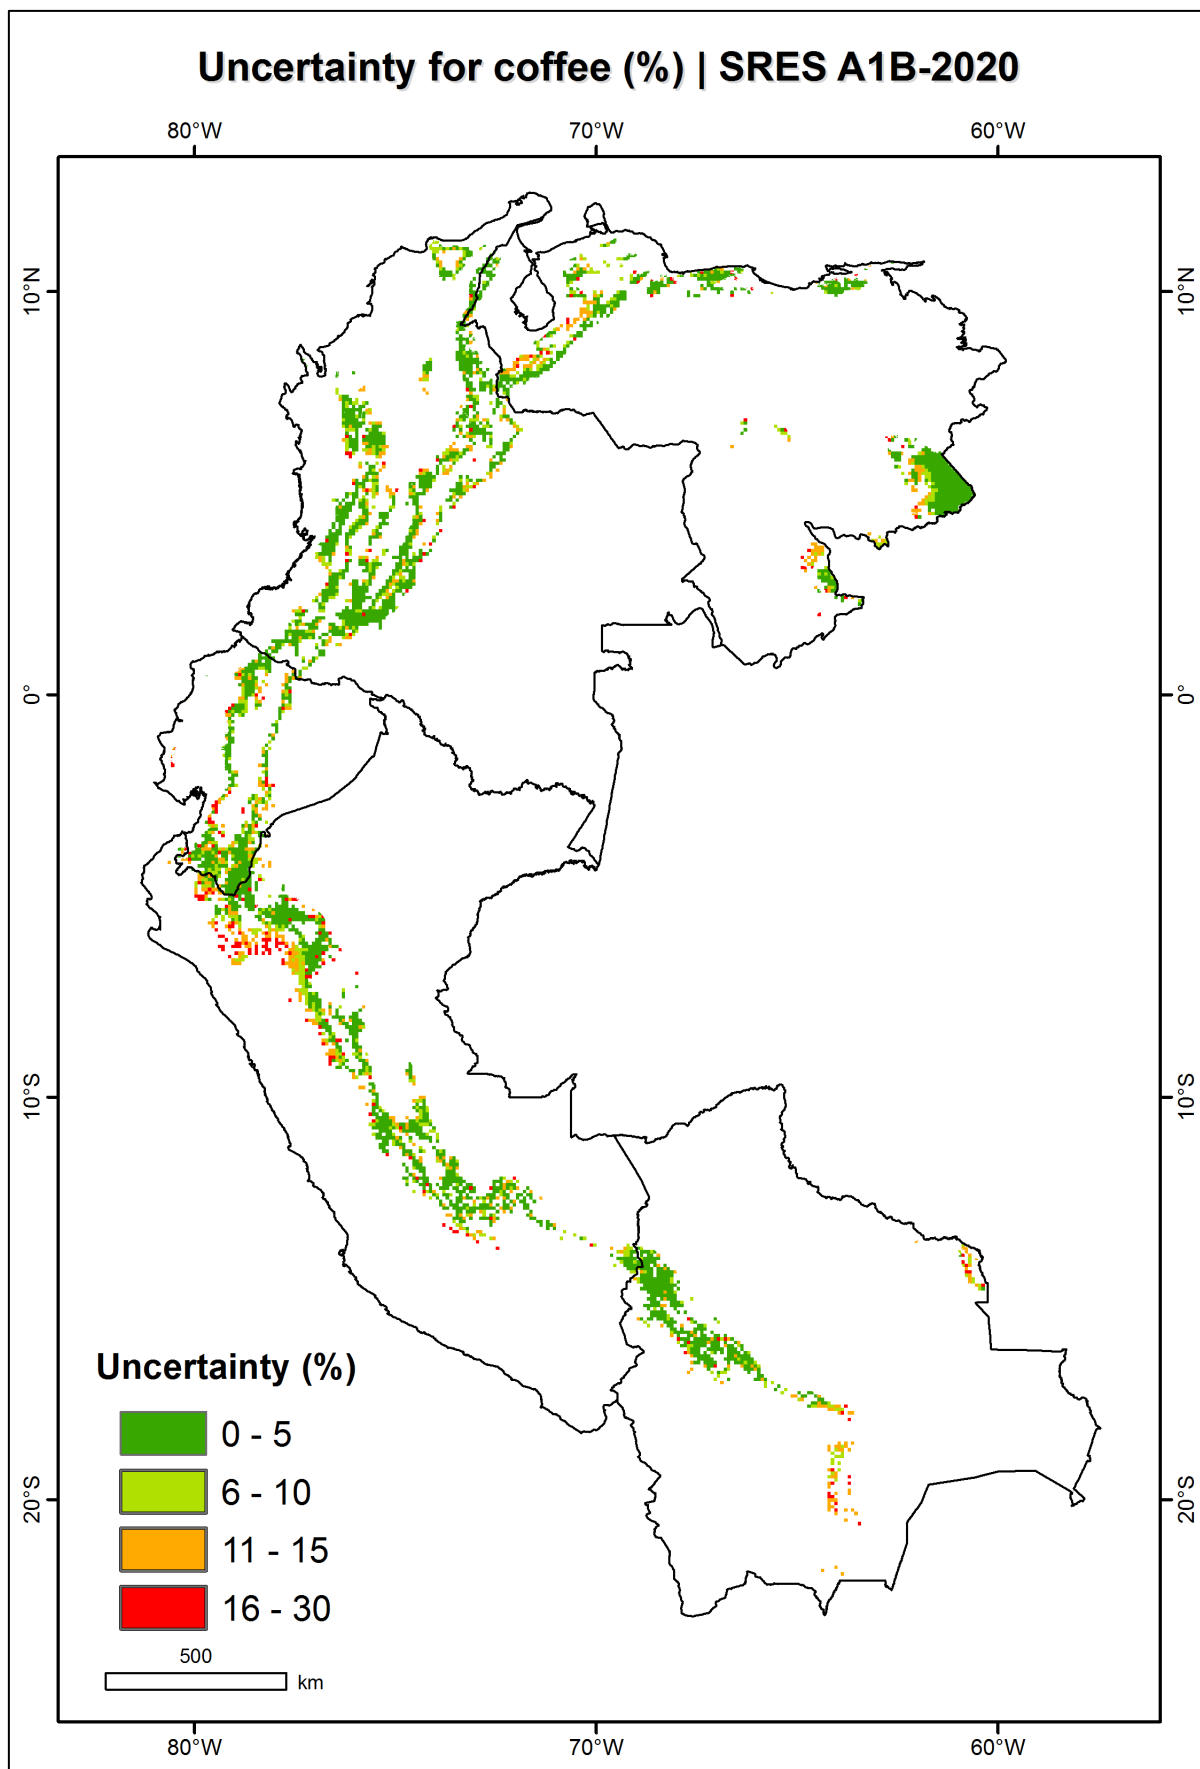 Uncertainty for coffee (%) | SRES A1B-2020
80°W 70°W 60°W
10°N 10°N
0° 0°
10°S 10°S
20°S 20°S
Uncertainty (%)
0 - 5
6 - 10
11 - 15
16 - 30
500
km
80°W 70°W 60°W